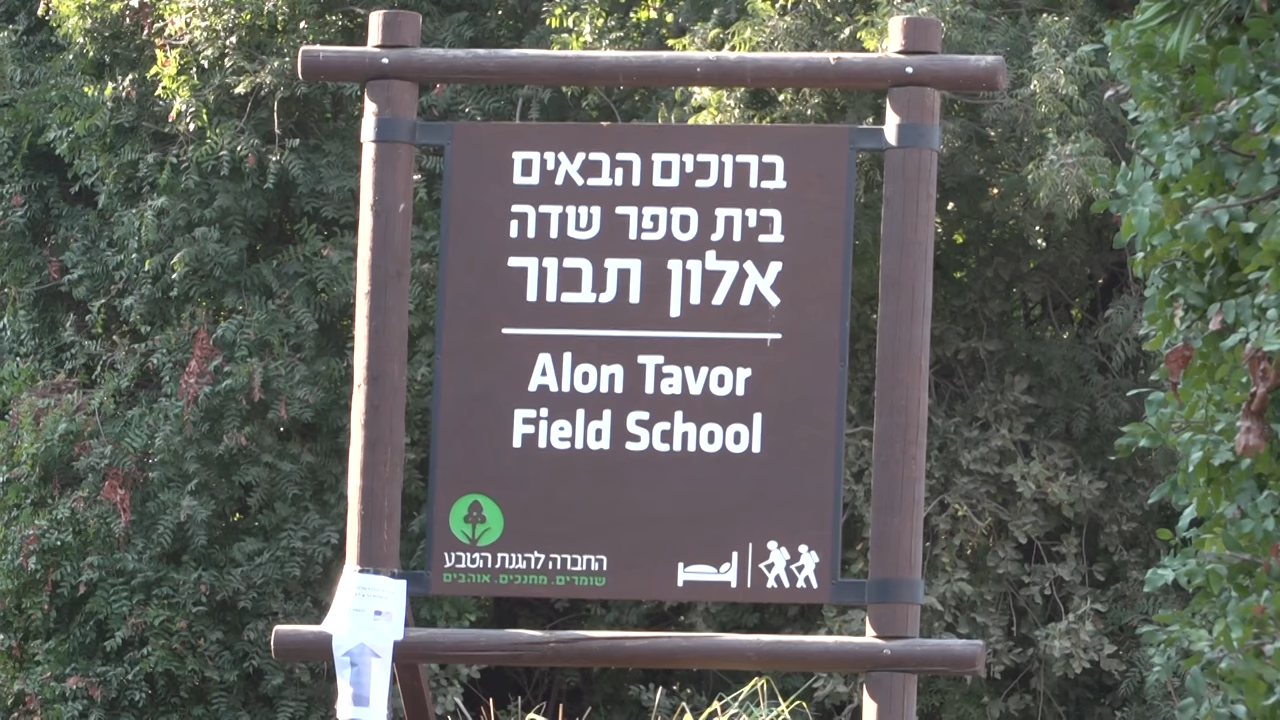 ברוכים הבאים
בית ספר שדה
אלון תבור
Alon Tavor
Field School
החברה להגנת הטבע
שומרים. מחנכים. אוהבים